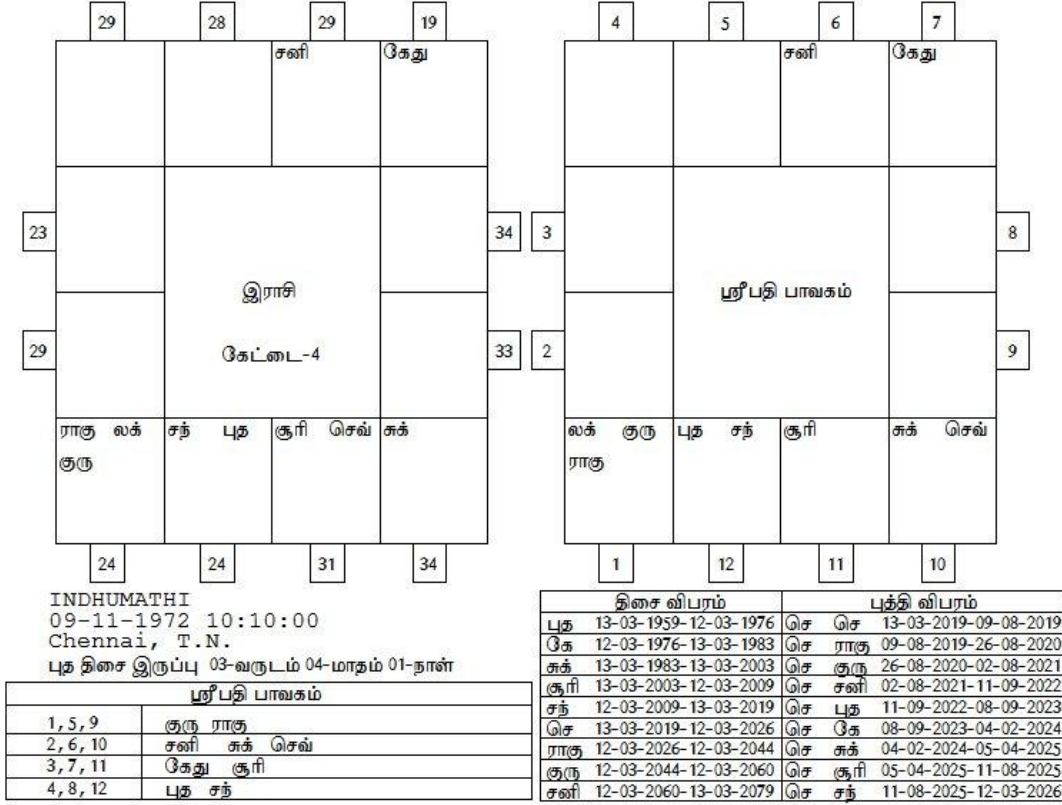 29 28 29 19
சனி கேது
23 34
இராசி
கேட்டை-4
29 33
ராகு லக் சந் புத சூரி செவ் சுக்
குரு
24 24 31 34
4 5 6 7
சனி கேது
3 8
ஸ்ரீபதி பாவகம்
2 9
லக் குரு புத சந் சூரி சுக் செவ்
ராகு
1 12 11 10
INDHUMATHI
09-11-1972 10:10:00
Chennai, T.N.
புத திசை இருப்பு 03-வருடம் 04-மாதம் 01-நாள்
ஸ்ரீபதி பாவகம்
1, 5, 9 குரு ராகு
2, 6, 10 சனி சுக் செவ்
3, 7, 11 கேது சூரி
4, 8, 12 புத சந்
திசை விபரம் புத்தி விபரம்
புத 13-03-1959-12-03-1976 செ செ 13-03-2019-09-08-2019
கே 12-03-1976-13-03-1983 செ ராகு 09-08-2019-26-08-2020
சுக் 13-03-1983-13-03-2003 செ குரு 26-08-2020-02-08-2021
சூரி 13-03-2003-12-03-2009 செ சனி 02-08-2021-11-09-2022
சந் 12-03-2009-13-03-2019 செ புத 11-09-2022-08-09-2023
செ 13-03-2019-12-03-2026 செ கே 08-09-2023-04-02-2024
ராகு 12-03-2026-12-03-2044 செ சுக் 04-02-2024-05-04-2025
குரு 12-03-2044-12-03-2060 செ சூரி 05-04-2025-11-08-2025
சனி 12-03-2060-13-03-2079 செ சந் 11-08-2025-12-03-2026